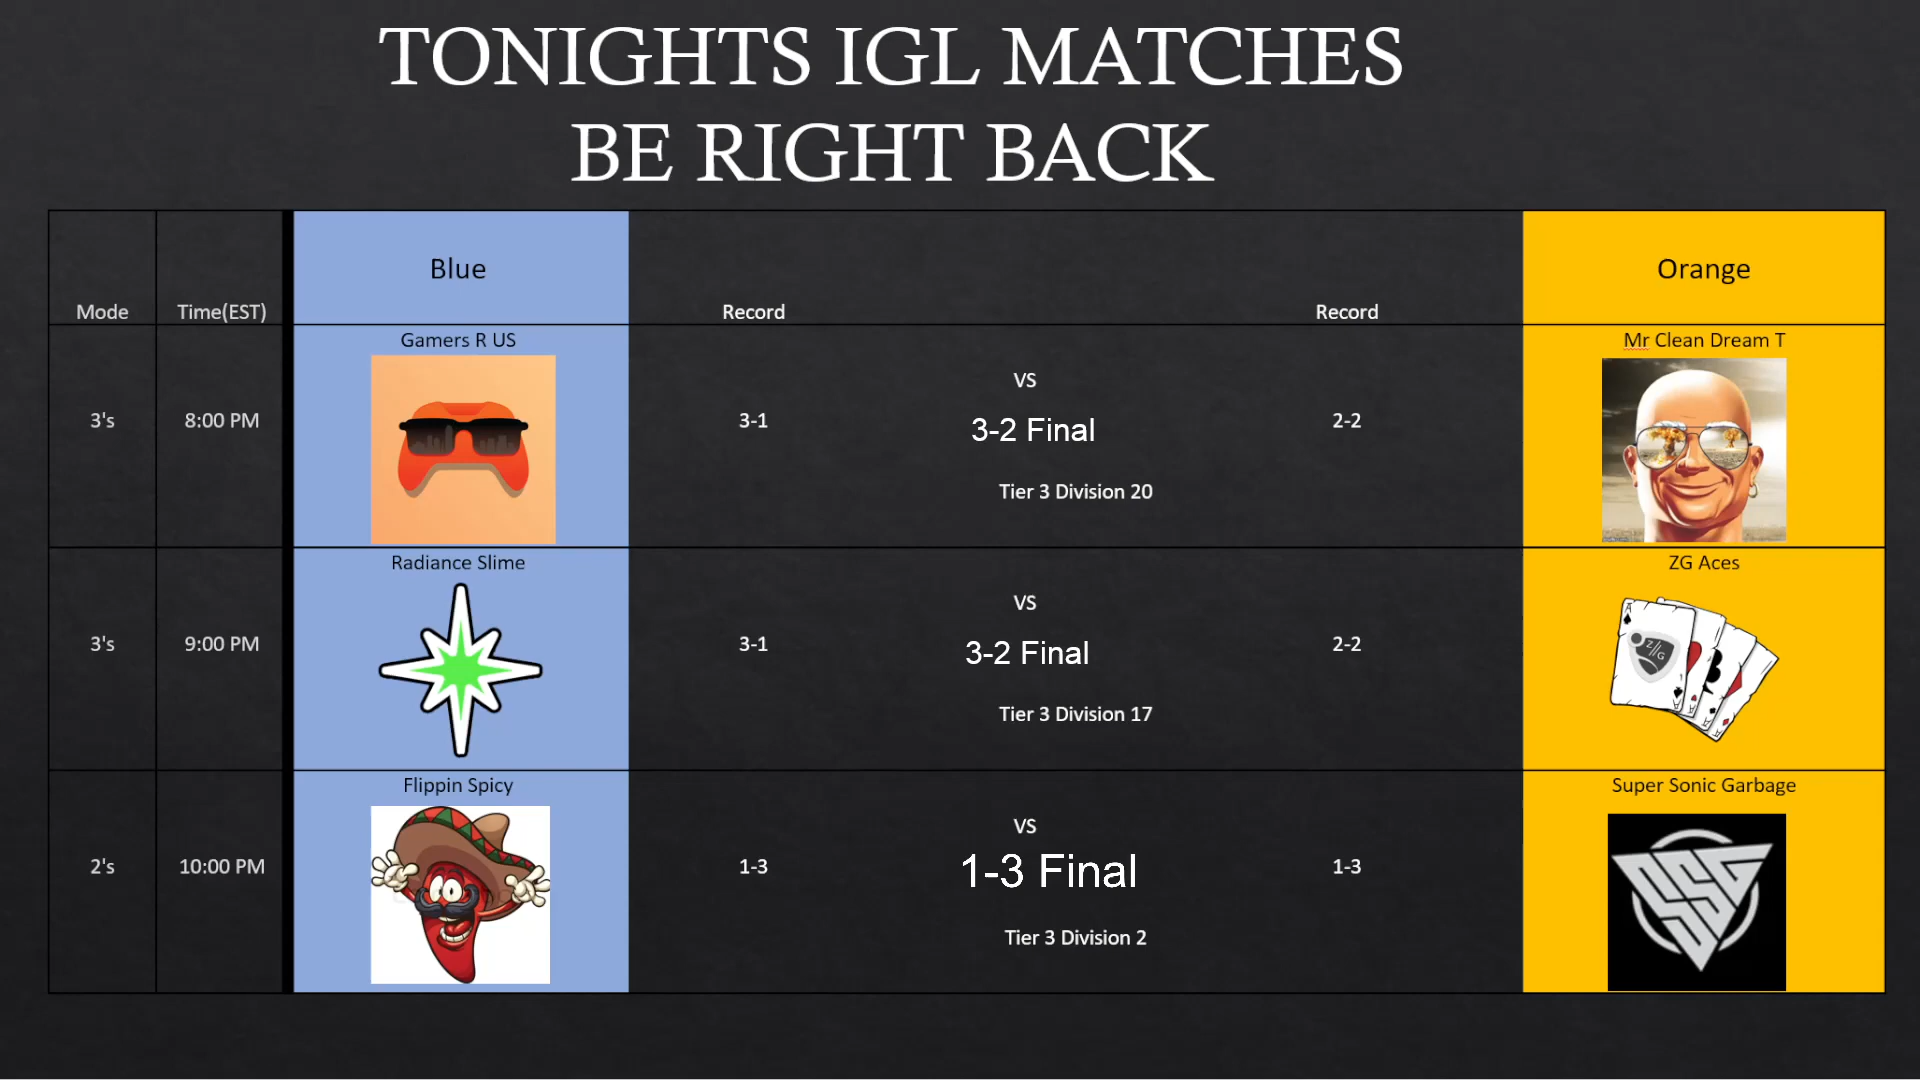 TONIGHTS IGL MATCHES
BE RIGHT BACK
Mode Time(EST) Blue Record Record Orange
Gamers R US Mr Clean Dream T
VS
3's 8:00 PM 3-1 3-2 Final 2-2
Tier 3 Division 20
Radiance Slime ZG Aces
VS
3's 9:00 PM 3-1 3-2 Final 2-2
Z/G
Tier 3 Division 17
Flippin Spicy Super Sonic Garbage
VS
2's 10:00 PM 1-3 1-3 Final 1-3
SSG
Tier 3 Division 2